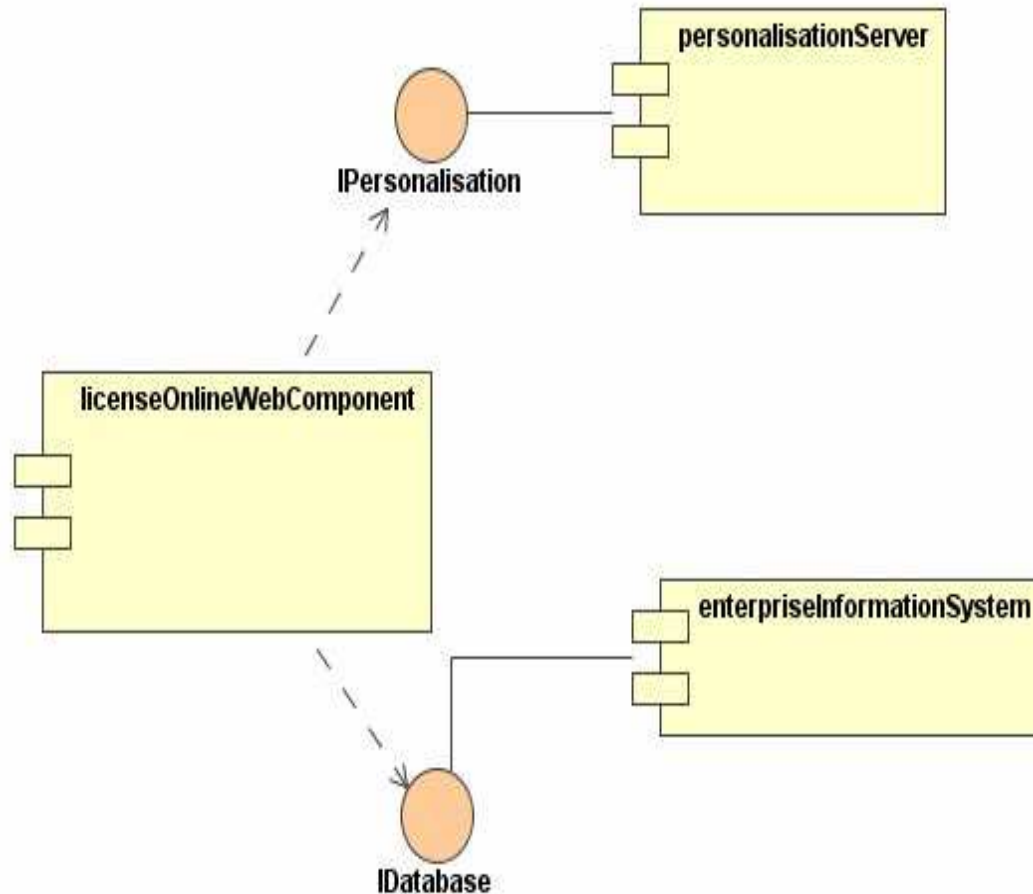 personalisationServer
IPersonalisation
licenseOnlineWebComponent
enterpriseInformationSystem
IDatabase